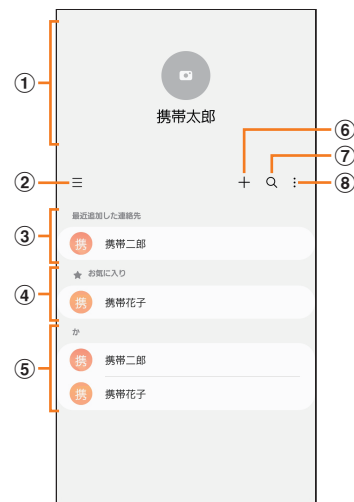 ①
携帯太郎
⑥
⑦
② ⑧
最近追加した連絡先
③
携 携帯二郎
お気に入り
④
携 携帯花子
か
⑤
携 携帯二郎
携 携帯花子